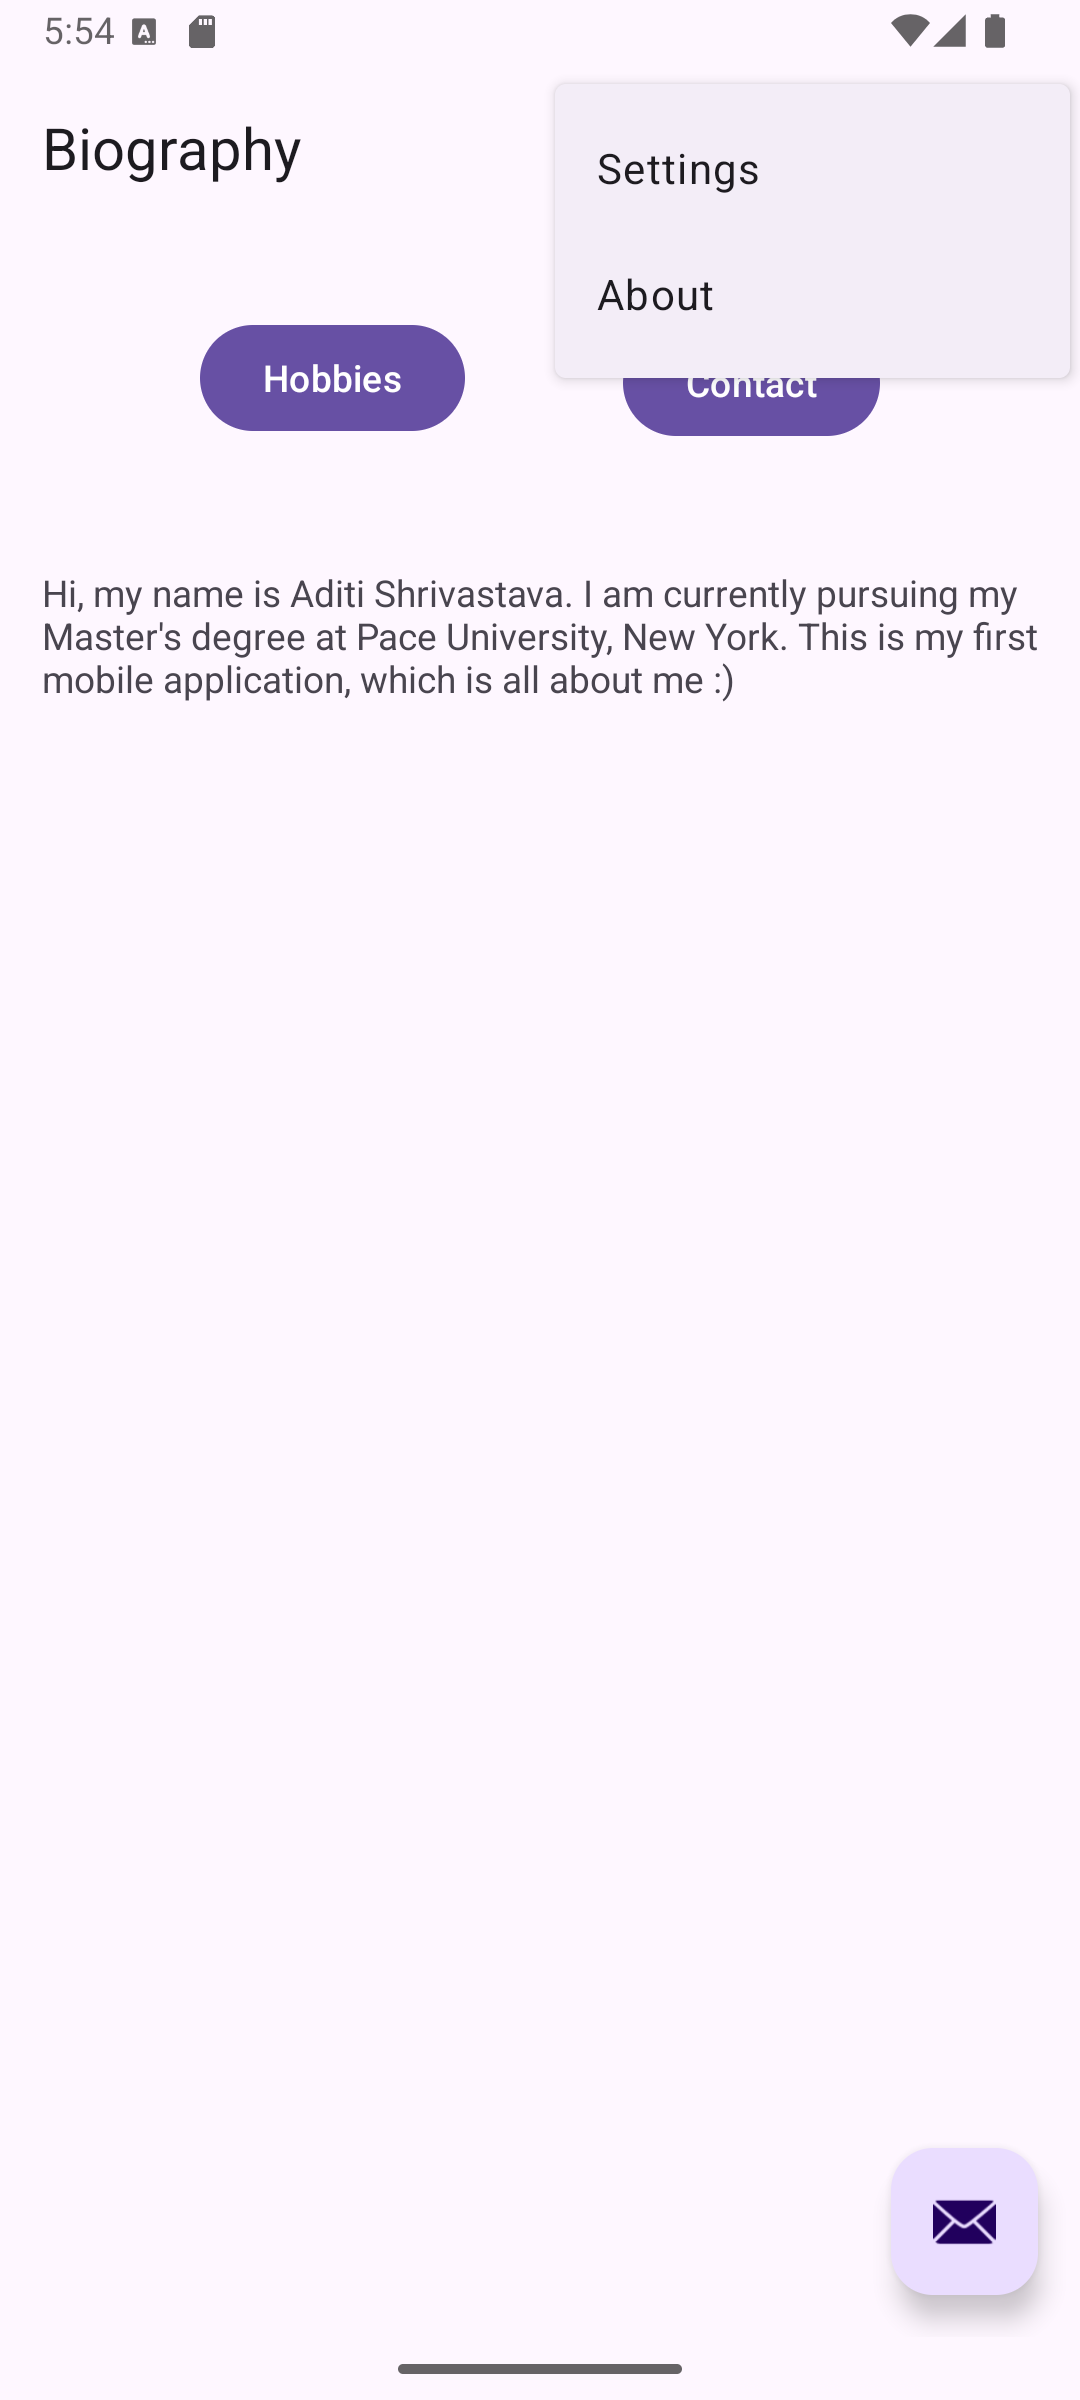 5:54
Biography
Settings
About
Hobbies
Contact
Hi, my name is Aditi Shrivastava. I am currently pursuing my
Master's degree at Pace University, New York. This is my first
mobile application, which is all about me :)